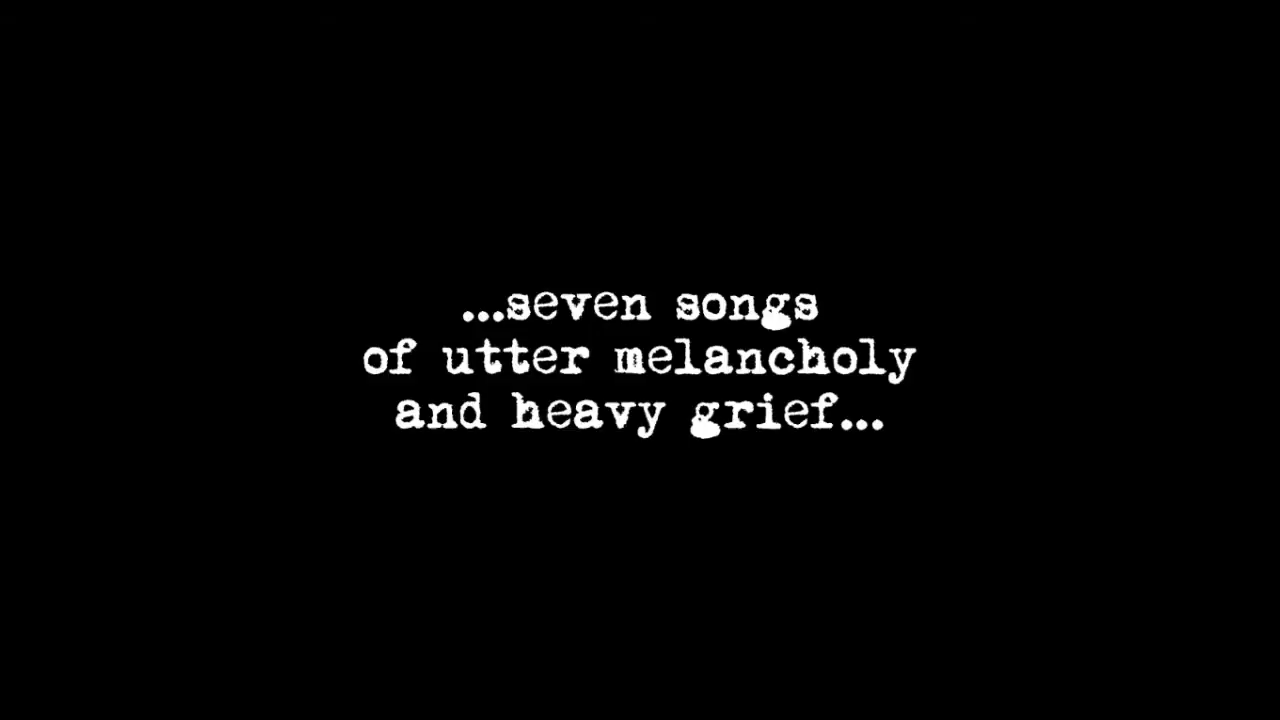 ...seven songs
of utter melancholy
and heavy grief...